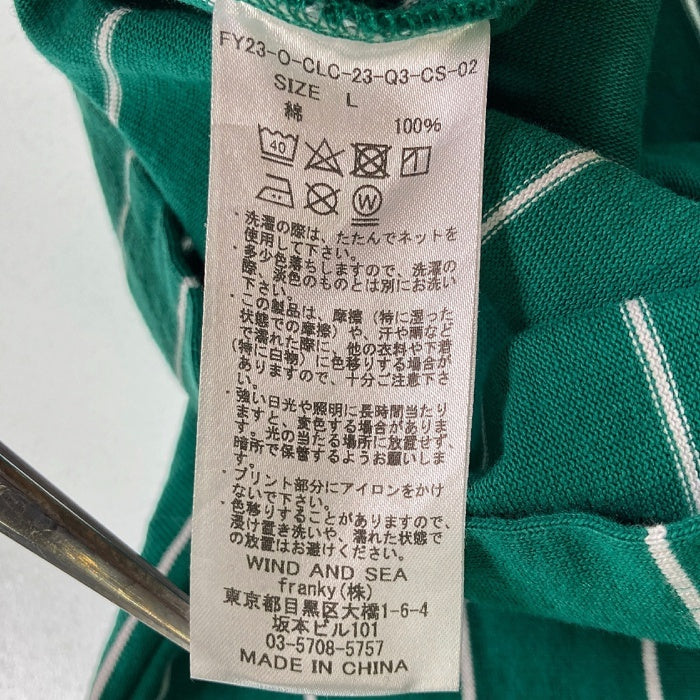 FY23-O-CLC-23-Q3-CS-02
SIZE L
綿 100%
40
W
・洗濯の際は、たたんでネットを
使用して下さい。
・多少色落ちしますので、洗濯の
際、淡色のものとは別にお洗い
下さい。
・この製品は、摩擦（特に湿った
状態での摩擦）や、汗や雨など
で濡れた際に、他の衣料や下着
(特に白物）に色移りする場合が
ありますので、十分ご注意下さ
い。
・強い日光や照明に長時間当たり
ますと、変色する場合がありま
す。光の当たる場所に放置せず、
暗所で保管するようお願いしま
す。
・プリント部分にアイロンをかけ
ないで下さい。
・色移りすることがありますので、
浸け置き洗いや、濡れた状態で
の放置はお避けください。
WIND AND SEA
franky(株)
東京都目黒区大橋1-6-4
坂本ビル101
03-5708-5757
MADE IN CHINA